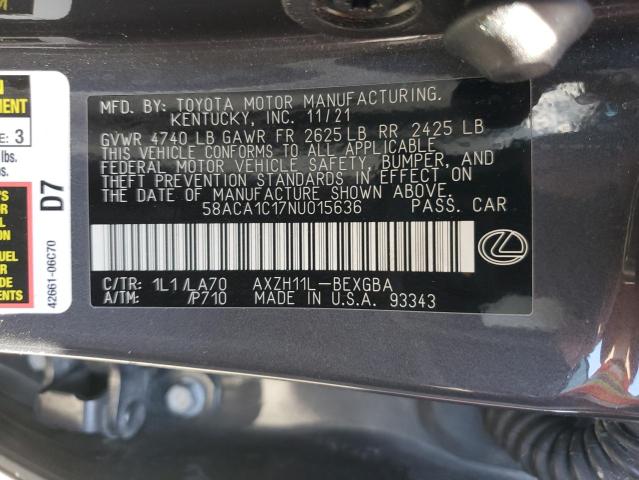 MFD. BY: TOYOTA MOTOR MANUFACTURING,
KENTUCKY, INC. 11/21
GVWR 4740 LB GAWR FR 2625 LB RR 2425 LB
THIS VEHICLE CONFORMS TO ALL APPLICABLE
FEDERAL MOTOR VEHICLE SAFETY, BUMPER, AND
THEFT PREVENTION STANDARDS IN EFFECT ON
THE DATE OF MANUFACTURE SHOWN ABOVE.
58ACA1C17NU015636 PASS. CAR
C/TR: 1L1/LA70 AXZH11L-BEXGBA
A/TM: /P710 MADE IN U.S.A. 93343
E: 3
lbs.
D7
42661-06C70